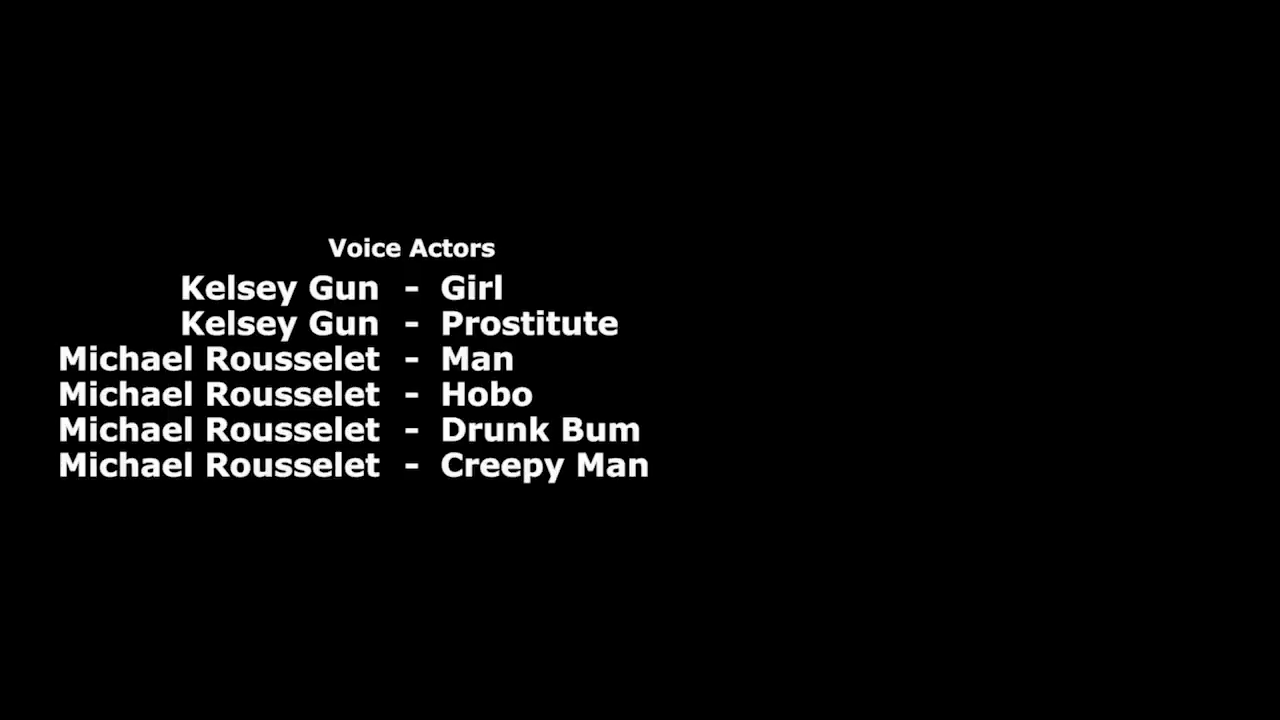 Voice Actors
Kelsey Gun - Girl
Kelsey Gun - Prostitute
Michael Rousselet - Man
Michael Rousselet - Hobo
Michael Rousselet - Drunk Bum
Michael Rousselet - Creepy Man